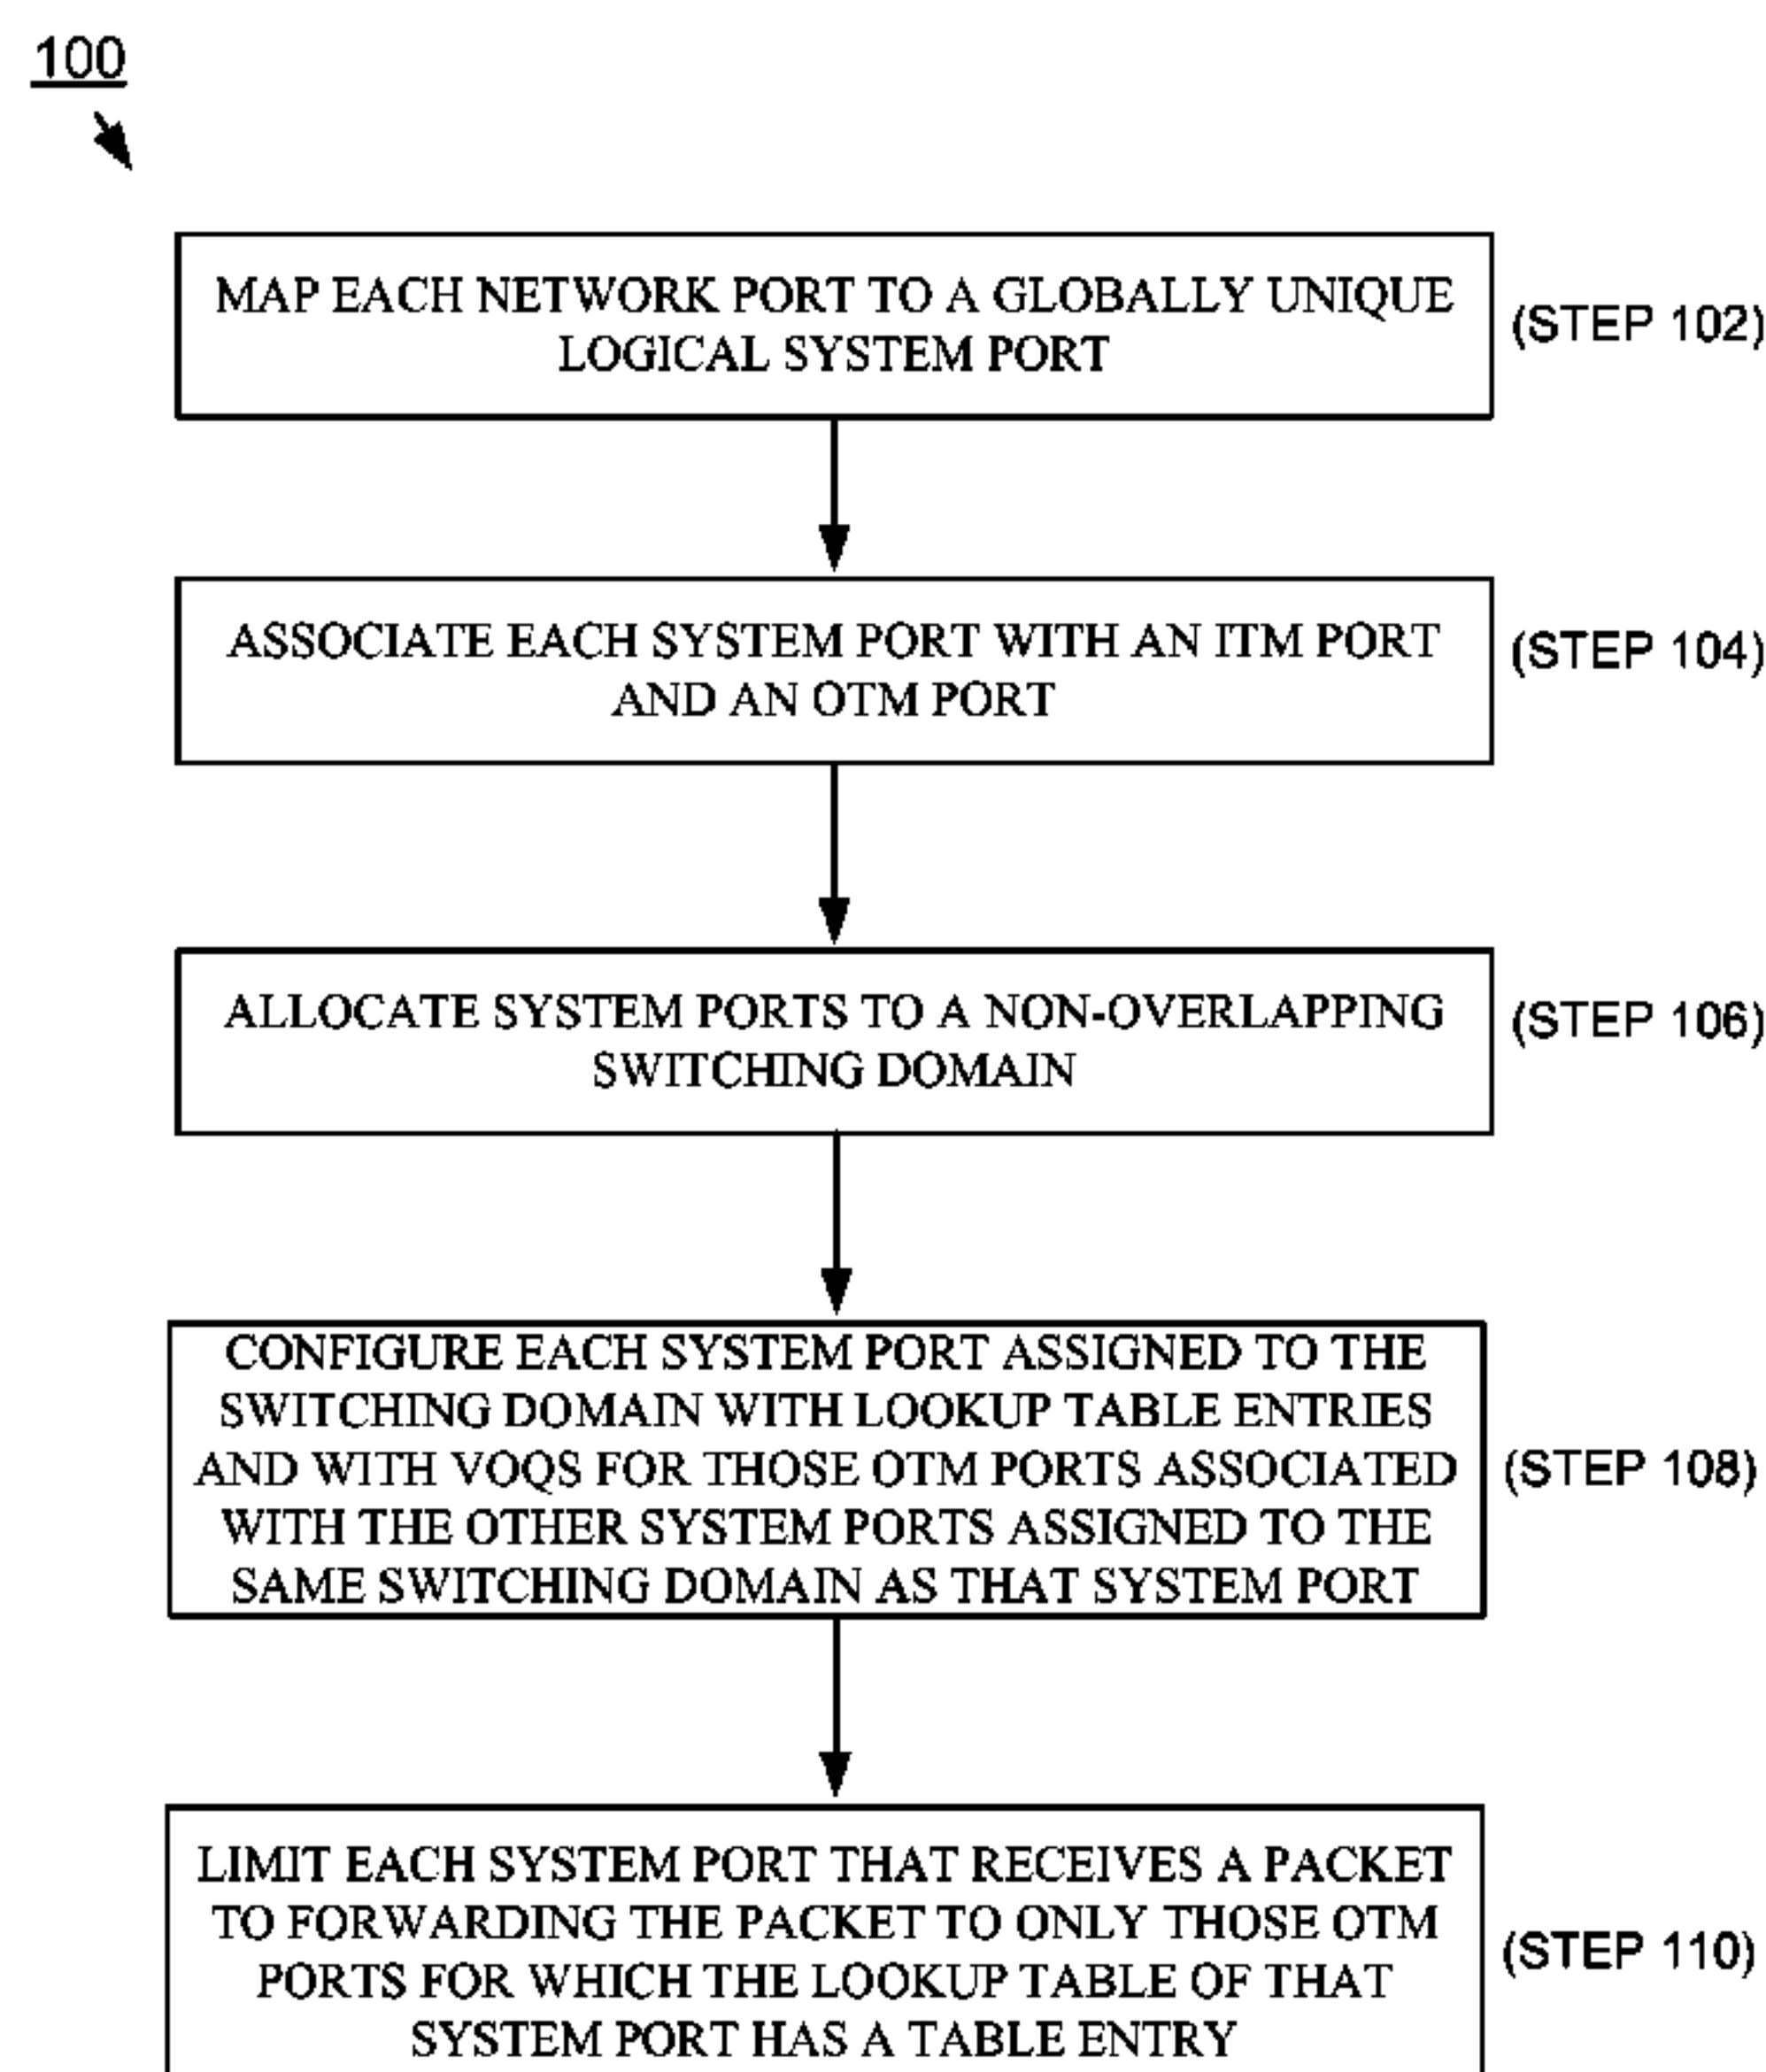 100
MAP EACH NETWORK PORT TO A GLOBALLY UNIQUE
LOGICAL SYSTEM PORT
(STEP 102)
ASSOCIATE EACH SYSTEM PORT WITH AN ITM PORT
AND AN OTM PORT
(STEP 104)
ALLOCATE SYSTEM PORTS TO A NON-OVERLAPPING
SWITCHING DOMAIN
(STEP 106)
CONFIGURE EACH SYSTEM PORT ASSIGNED TO THE
SWITCHING DOMAIN WITH LOOKUP TABLE ENTRIES
AND WITH VOQS FOR THOSE OTM PORTS ASSOCIATED
WITH THE OTHER SYSTEM PORTS ASSIGNED TO THE
SAME SWITCHING DOMAIN AS THAT SYSTEM PORT
(STEP 108)
LIMIT EACH SYSTEM PORT THAT RECEIVES A PACKET
TO FORWARDING THE PACKET TO ONLY THOSE OTM
PORTS FOR WHICH THE LOOKUP TABLE OF THAT
SYSTEM PORT HAS A TABLE ENTRY
(STEP 110)